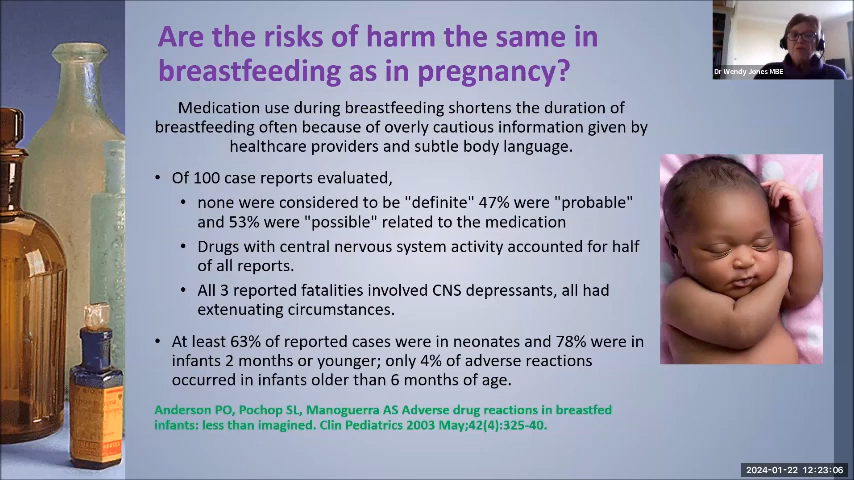 Are the risks of harm the same in
breastfeeding as in pregnancy?
Dr Wendy Jones MBE
Medication use during breastfeeding shortens the duration of
breastfeeding often because of overly cautious information given by
healthcare providers and subtle body language.
• Of 100 case reports evaluated,
• none were considered to be "definite" 47% were "probable"
and 53% were "possible" related to the medication
• Drugs with central nervous system activity accounted for half
of all reports.
• All 3 reported fatalities involved CNS depressants, all had
extenuating circumstances.
• At least 63% of reported cases were in neonates and 78% were in
infants 2 months or younger; only 4% of adverse reactions
occurred in infants older than 6 months of age.
Anderson PO, Pochop SL, Manoguerra AS Adverse drug reactions in breastfed
infants: less than imagined. Clin Pediatrics 2003 May;42(4):325-40.
2024-01-22 12:23:06